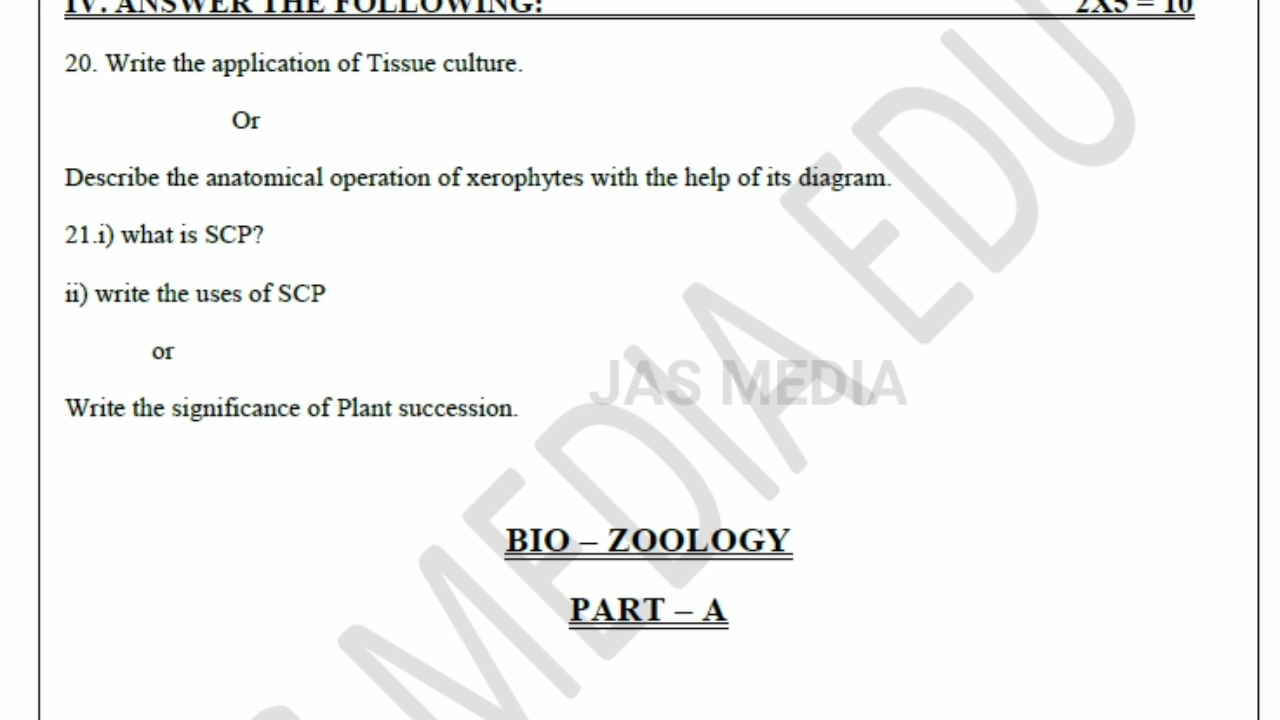 IV. ANSWER THE FOLLOWING: 2X5 = 10
20. Write the application of Tissue culture.
Or
Describe the anatomical operation of xerophytes with the help of its diagram.
21.i) what is SCP?
ii) write the uses of SCP
or
Write the significance of Plant succession.
JAS MEDIA
MEDIA EDU
BIO – ZOOLOGY
PART – A